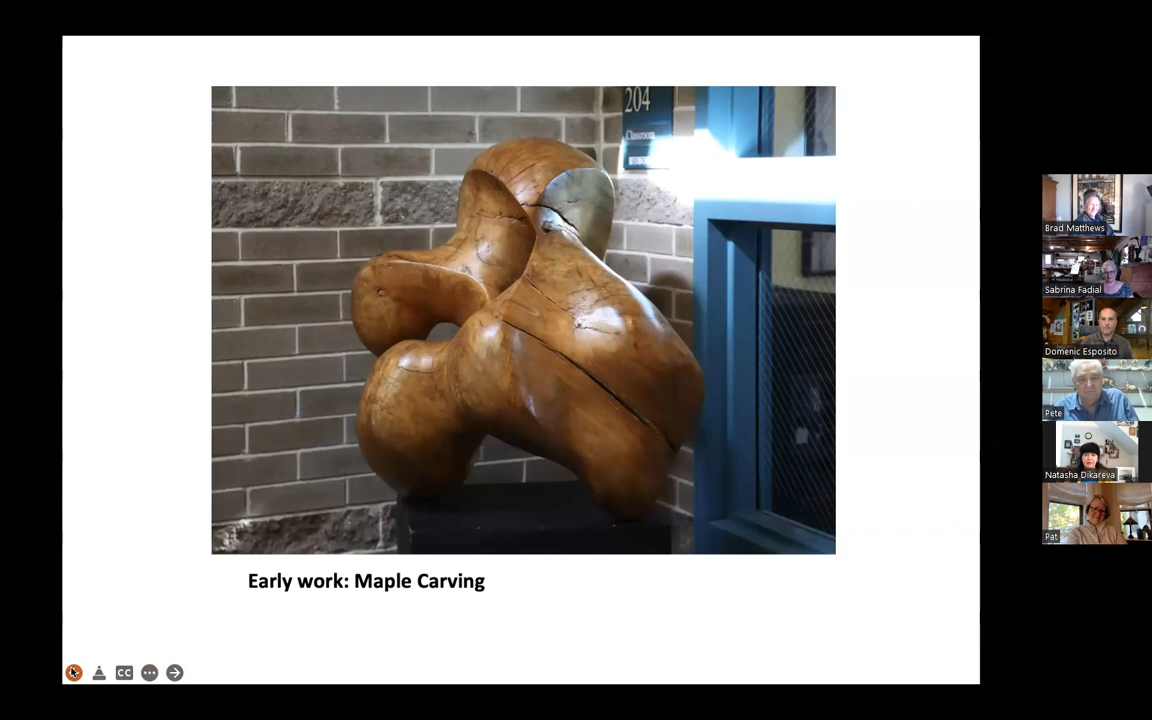 204
Classroom
Early work: Maple Carving
CC
Brad Matthews
Sabrina Fadial
Domenic Esposito
Pete
Natasha Dikareva
Pat